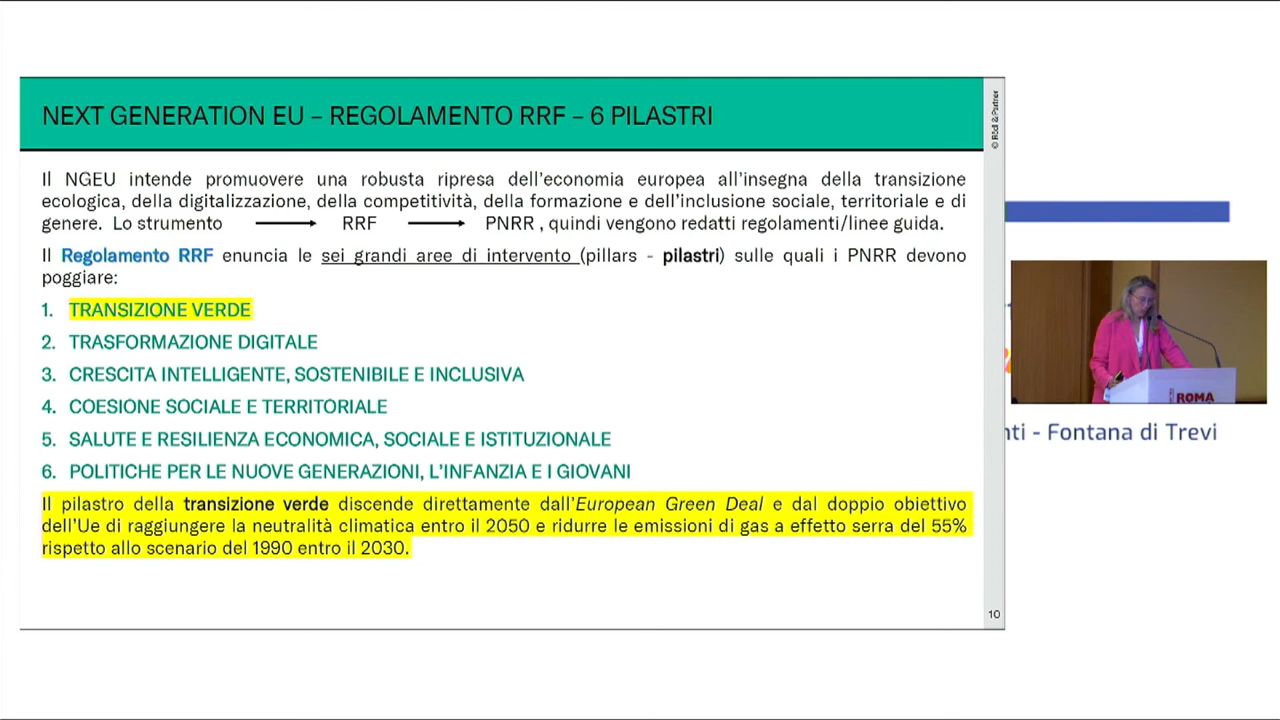 NEXT GENERATION EU – REGOLAMENTO RRF – 6 PILASTRI
© Rödl & Partner
Il NGEU intende promuovere una robusta ripresa dell'economia europea all'insegna della transizione
ecologica, della digitalizzazione, della competitività, della formazione e dell'inclusione sociale, territoriale e di
genere. Lo strumento ⟶ RRF ⟶ PNRR , quindi vengono redatti regolamenti/linee guida.
Il Regolamento RRF enuncia le sei grandi aree di intervento (pillars - pilastri) sulle quali i PNRR devono
poggiare:
1. TRANSIZIONE VERDE
2. TRASFORMAZIONE DIGITALE
3. CRESCITA INTELLIGENTE, SOSTENIBILE E INCLUSIVA
4. COESIONE SOCIALE E TERRITORIALE
5. SALUTE E RESILIENZA ECONOMICA, SOCIALE E ISTITUZIONALE
6. POLITICHE PER LE NUOVE GENERAZIONI, L'INFANZIA E I GIOVANI
Il pilastro della transizione verde discende direttamente dall'European Green Deal e dal doppio obiettivo
dell'Ue di raggiungere la neutralità climatica entro il 2050 e ridurre le emissioni di gas a effetto serra del 55%
rispetto allo scenario del 1990 entro il 2030.
10
ROMA
nti - Fontana di Trevi